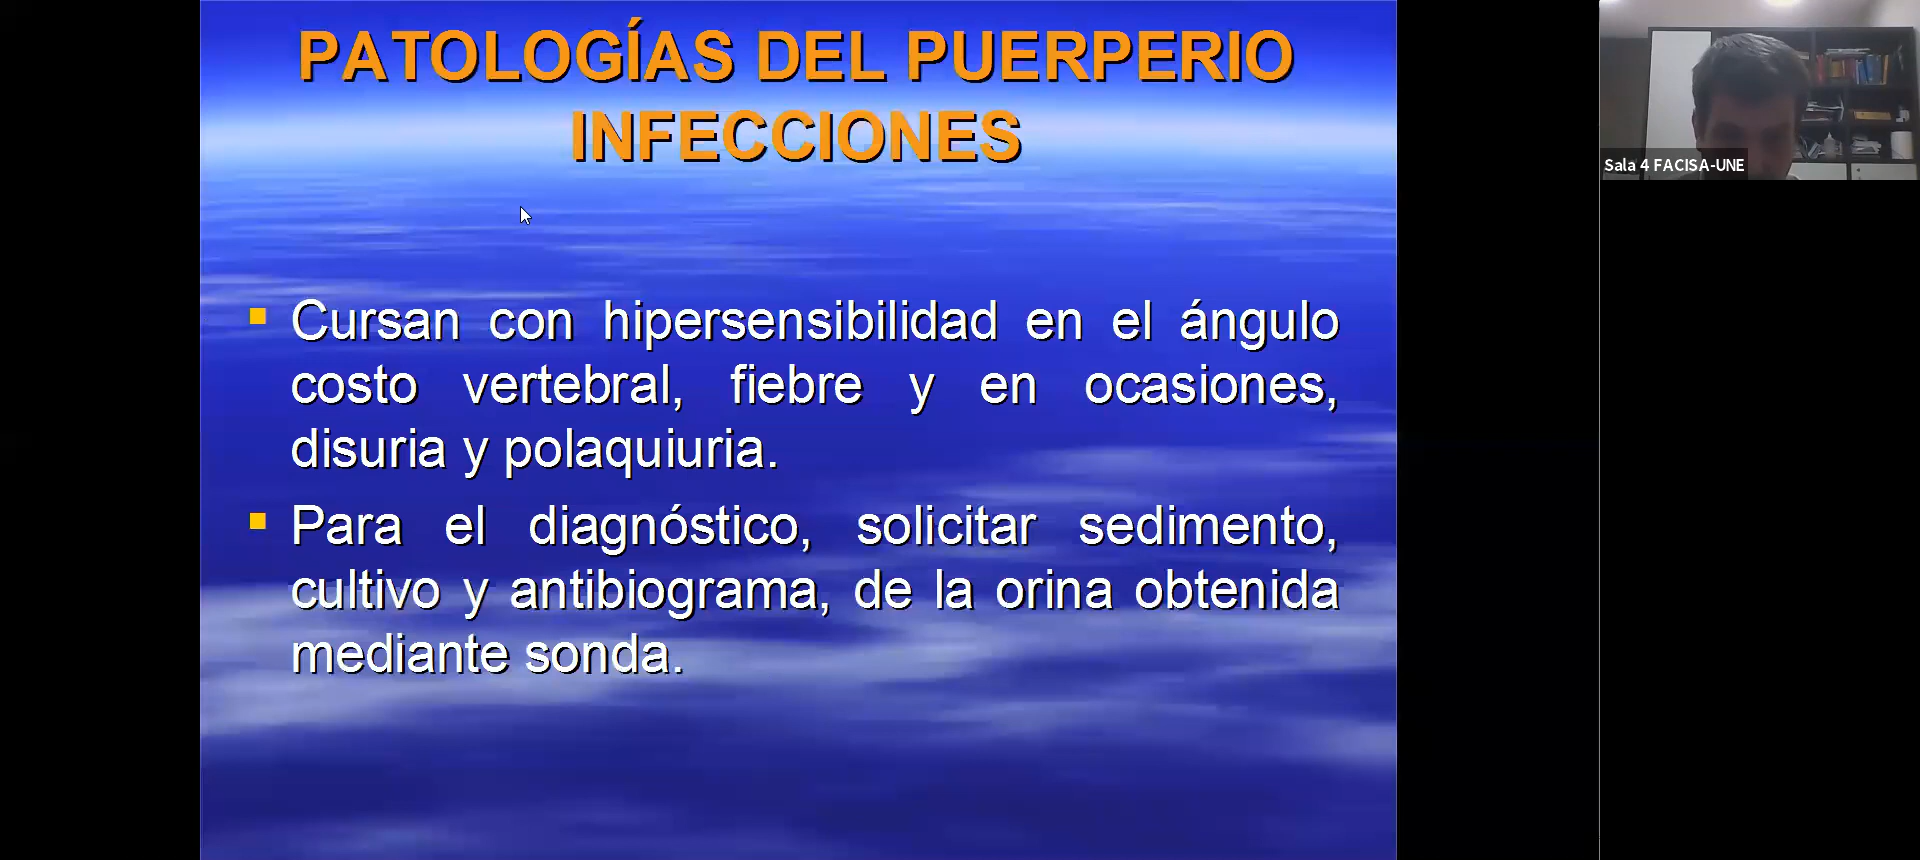 PATOLOGÍAS DEL PUERPERIO
INFECCIONES
Cursan con hipersensibilidad en el ángulo
costo vertebral, fiebre y en ocasiones,
disuria y polaquiuria.
Para el diagnóstico, solicitar sedimento,
cultivo y antibiograma, de la orina obtenida
mediante sonda.
Sala 4 FACISA-UNE